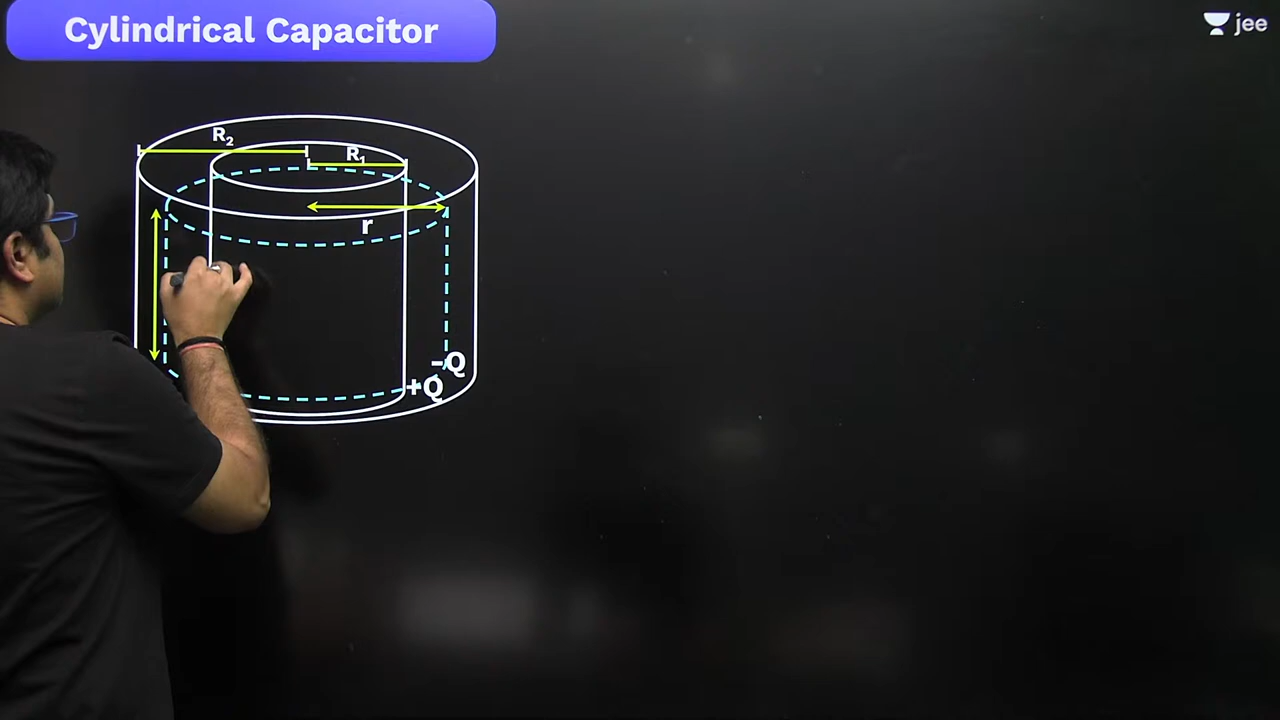 Cylindrical Capacitor
jee
R₂
R₁
r
-Q
+Q